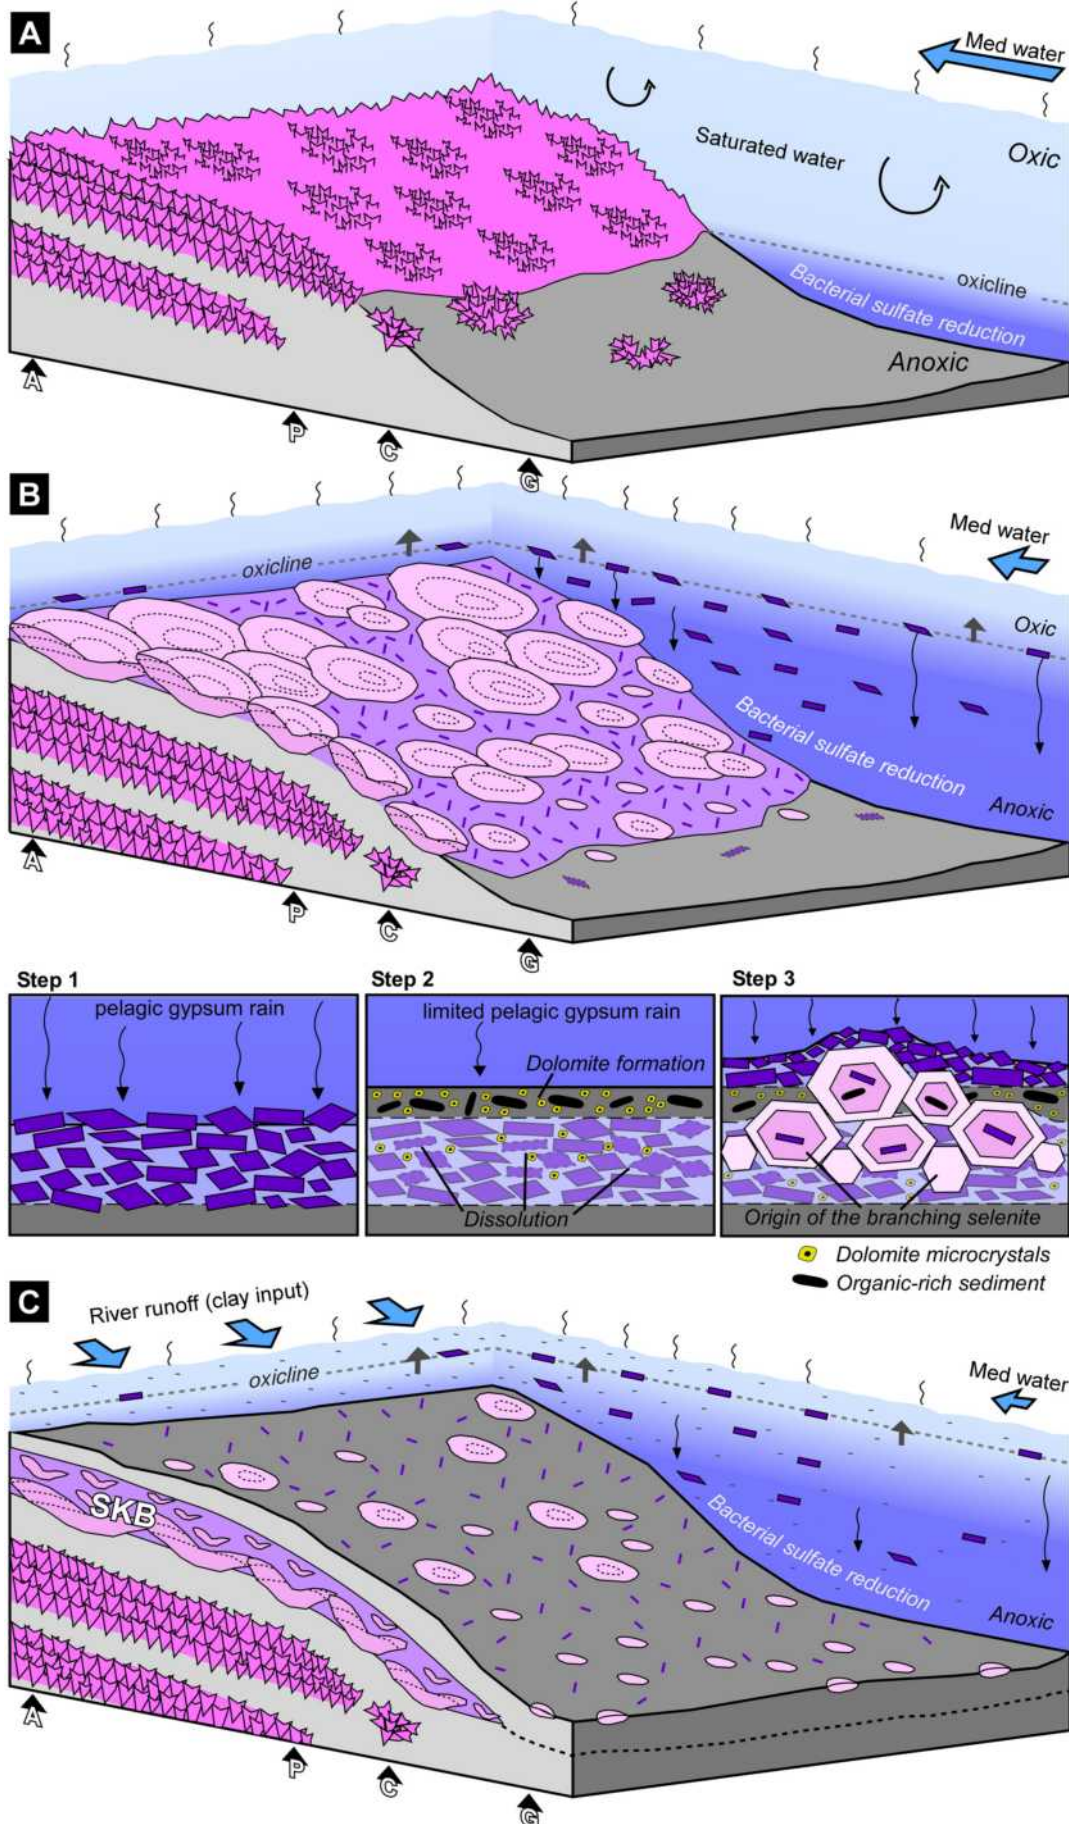 A
Med water
Saturated water
Oxic
oxicline
Bacterial sulfate reduction
Anoxic
A
P
C
G
B
Med water
oxicline
Oxic
Bacterial sulfate reduction
Anoxic
A
P
C
G
Step 1
Step 2
Step 3
pelagic gypsum rain
limited pelagic gypsum rain
Dolomite formation
Dissolution
Origin of the branching selenite
Dolomite microcrystals
Organic-rich sediment
C
River runoff (clay input)
Med water
oxicline
SKB
Bacterial sulfate reduction
Anoxic
A
P
C
G